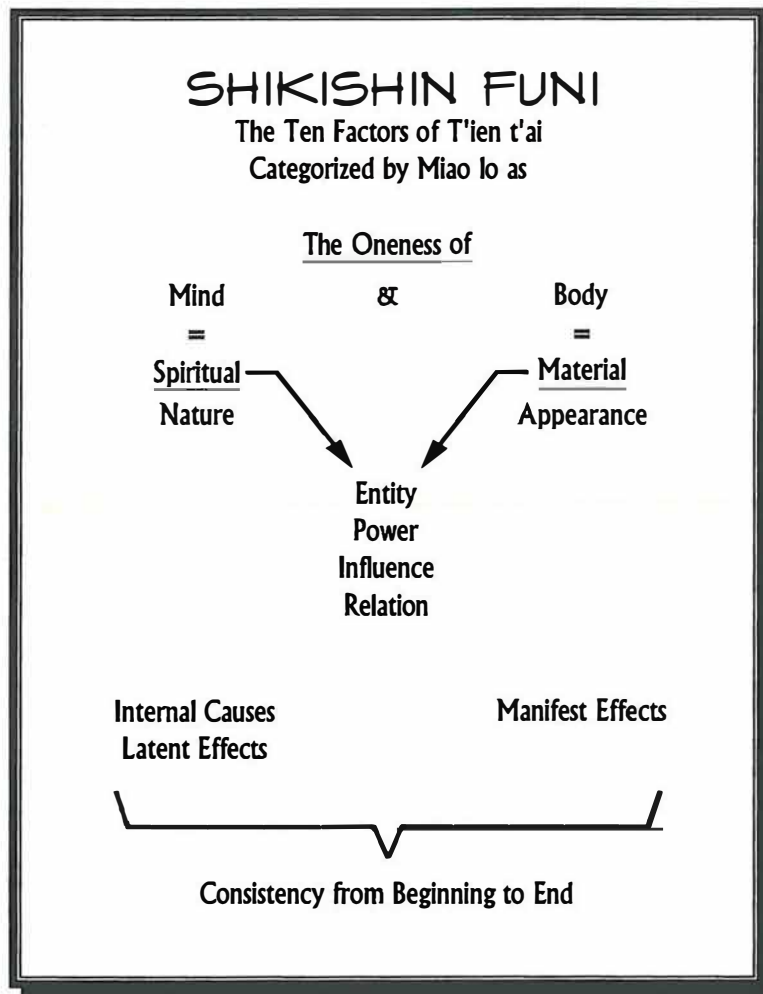 SHIKISHIN FUNI
The Ten Factors of T'ien t'ai
Categorized by Miao lo as
The Oneness of
Mind & Body
= =
Spiritual Material
Nature Appearance
Entity
Power
Influence
Relation
Internal Causes Manifest Effects
Latent Effects
Consistency from Beginning to End